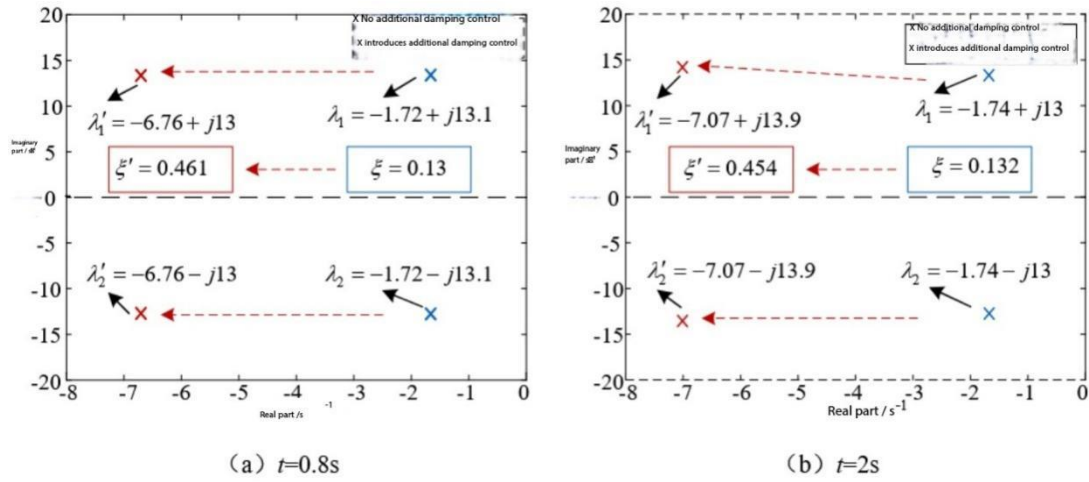 X No additional damping control
X introduces additional damping control
20
15
10
5
0
-5
-10
-15
-20
Imaginary
part /
λ₁′ = −6.76 + j13
λ₁ = −1.72 + j13.1
ξ′ = 0.461
ξ = 0.13
λ₂′ = −6.76 − j13
λ₂ = −1.72 − j13.1
-8 -7 -6 -5 -4 -3 -2 -1 0
Real part /s⁻¹
(a) t=0.8s
X No additional damping control
X introduces additional damping control
20
15
10
5
0
-5
-10
-15
-20
Imaginary
part /
λ₁′ = −7.07 + j13.9
λ₁ = −1.74 + j13
ξ′ = 0.454
ξ = 0.132
λ₂′ = −7.07 − j13.9
λ₂ = −1.74 − j13
-8 -7 -6 -5 -4 -3 -2 -1 0
Real part / s⁻¹
(b) t=2s